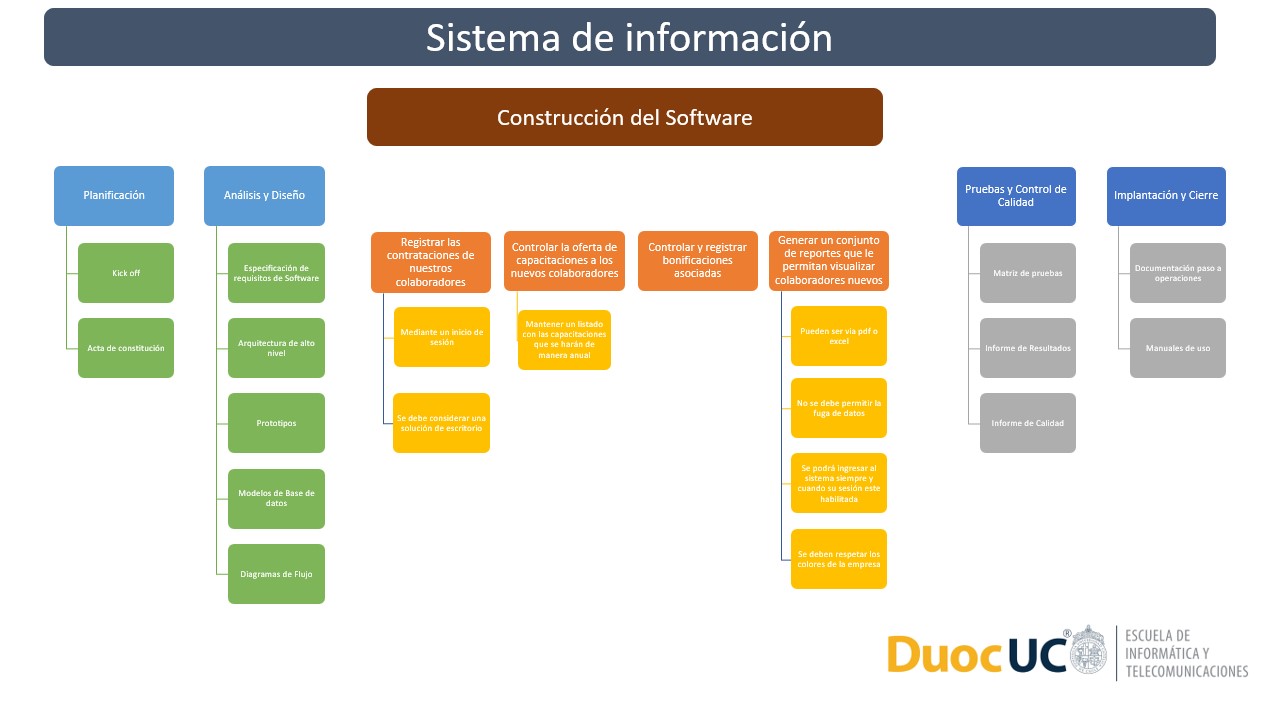 Sistema de información
Construcción del Software
Planificación
Kick off
Acta de constitución
Análisis y Diseño
Especificación de
requisitos de Software
Arquitectura de alto
nivel
Prototipos
Modelos de Base de
datos
Diagramas de Flujo
Registrar las
contrataciones de
nuestros
colaboradores
Mediante un inicio de
sesión
Se debe considerar una
solución de escritorio
Controlar la oferta de
capacitaciones a los
nuevos colaboradores
Mantener un listado
con las capacitaciones
que se harán de
manera anual
Controlar y registrar
bonificaciones
asociadas
Generar un conjunto
de reportes que le
permitan visualizar
colaboradores nuevos
Pueden ser via pdf o
excel
No se debe permitir la
fuga de datos
Se podrá ingresar al
sistema siempre y
cuando su sesión este
habilitada
Se deben respetar los
colores de la empresa
Pruebas y Control de
Calidad
Matriz de pruebas
Informe de Resultados
Informe de Calidad
Implantación y Cierre
Documentación paso a
operaciones
Manuales de uso
Duoc UC®
ESCUELA DE
INFORMÁTICA Y
TELECOMUNICACIONES